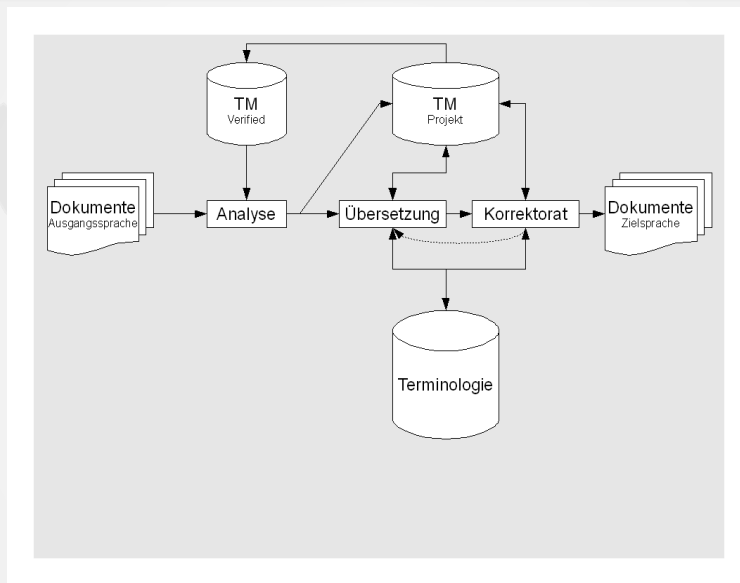 TM
Verified
TM
Projekt
Dokumente
Ausgangssprache
Analyse
Übersetzung
Korrektorat
Dokumente
Zielsprache
Terminologie